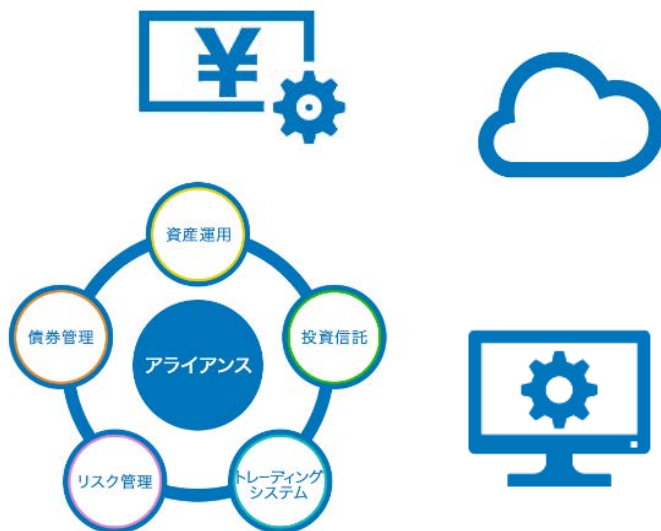 ¥
資産運用
債券管理
アライアンス
投資信託
リスク管理
トレーディング
システム